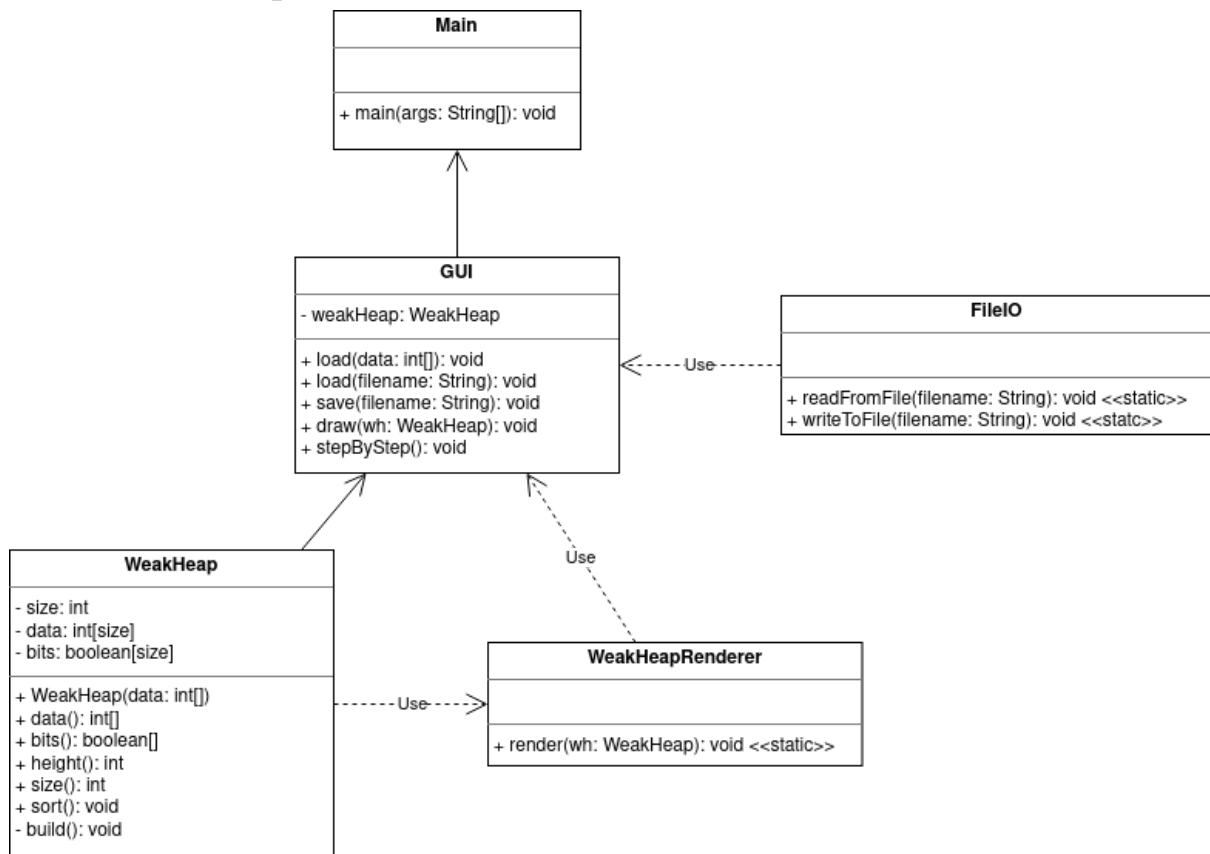 Main
+ main(args: String[]): void
GUI
- weakHeap: WeakHeap
+ load(data: int[]): void
+ load(filename: String): void
+ save(filename: String): void
+ draw(wh: WeakHeap): void
+ stepByStep(): void
Use
FileIO
+ readFromFile(filename: String): void <<static>>
+ writeToFile(filename: String): void <<statc>>
Use
WeakHeap
- size: int
- data: int[size]
- bits: boolean[size]
+ WeakHeap(data: int[])
+ data(): int[]
+ bits(): boolean[]
+ height(): int
+ size(): int
+ sort(): void
- build(): void
Use
WeakHeapRenderer
+ render(wh: WeakHeap): void <<static>>